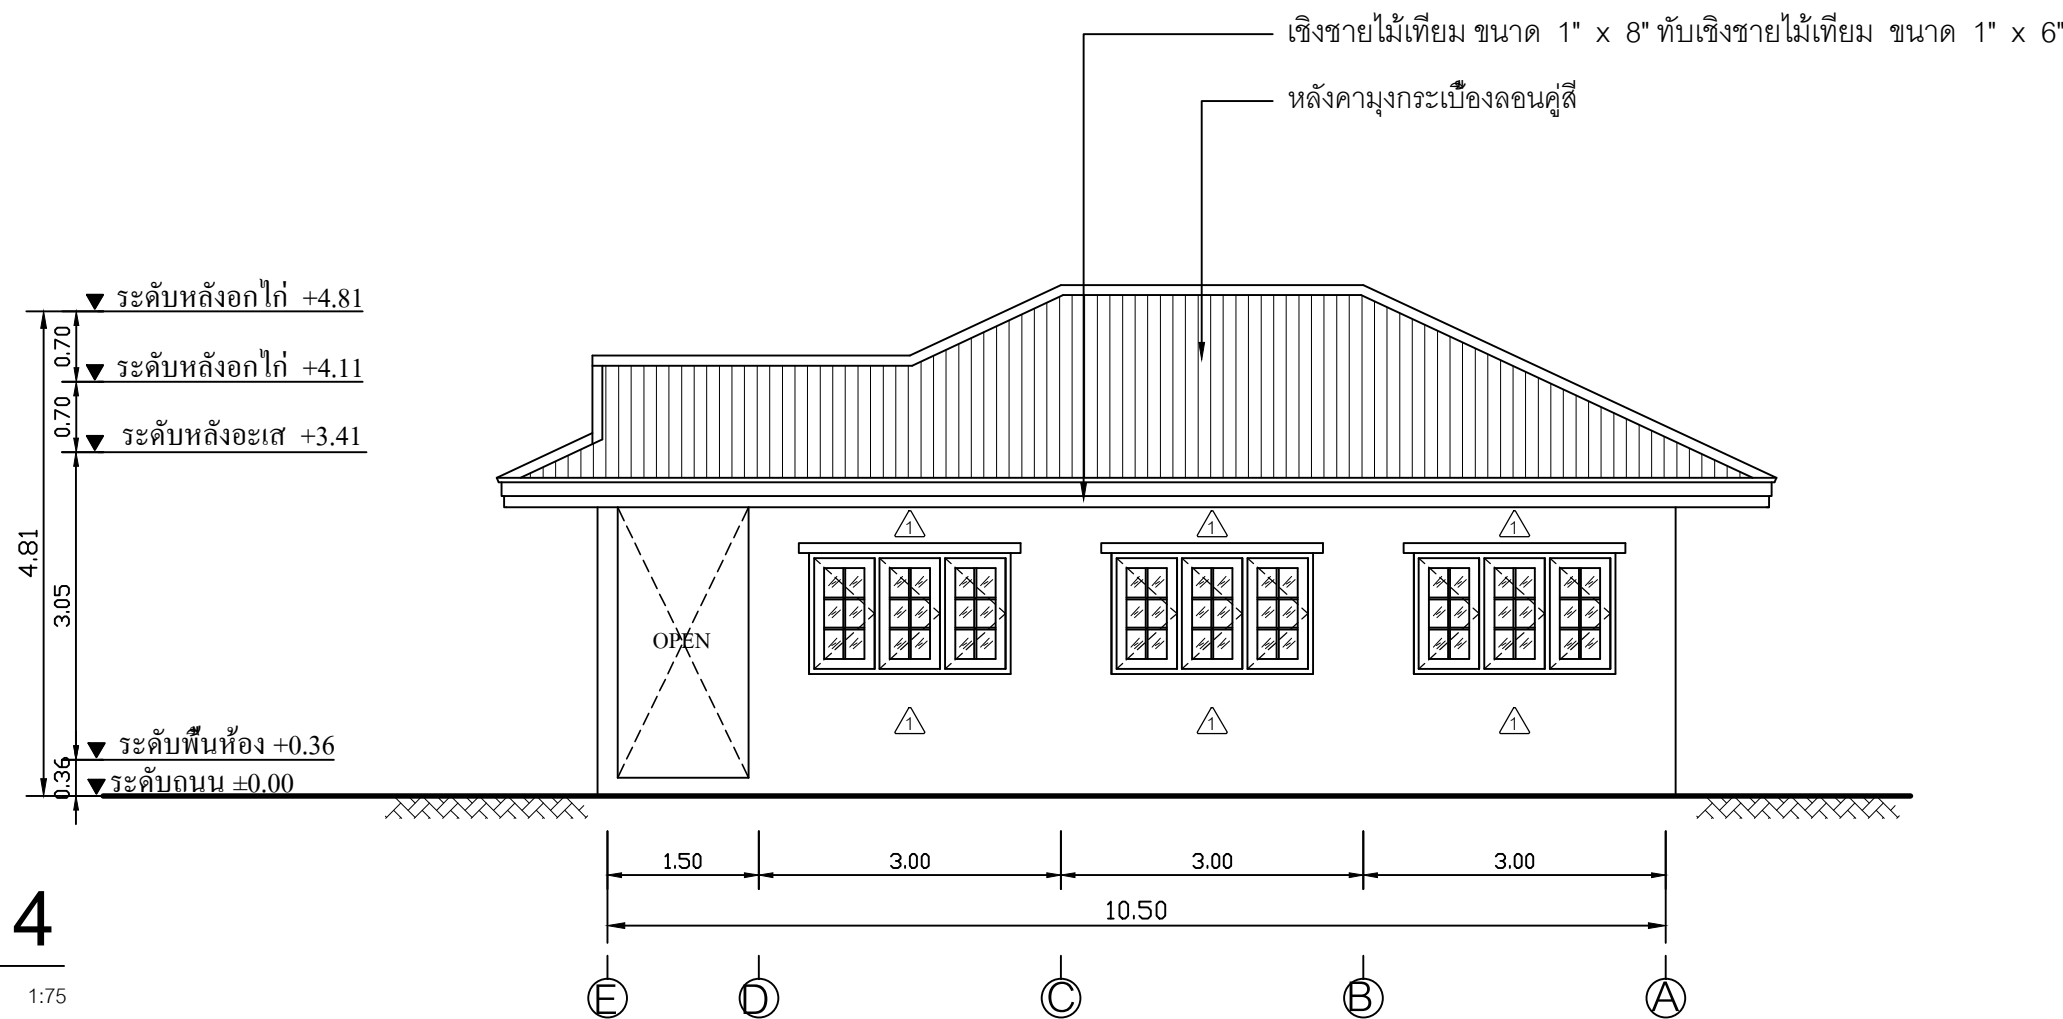 เชิงชายไม้เทียม ขนาด 1" x 8" ทับเชิงชายไม้เทียม ขนาด 1" x 6"
หลังคามุงกระเบื้องลอนคู่สี
ระดับหลังอกไก่ +4.81
0.70
ระดับหลังอกไก่ +4.11
0.70
ระดับหลังอะเส +3.41
4.81
3.05
1 1 1
OPEN
1 1 1
ระดับพื้นห้อง +0.36
0.36
ระดับถนน ±0.00
1.50 3.00 3.00 3.00
10.50
4
1:75
E D C B A